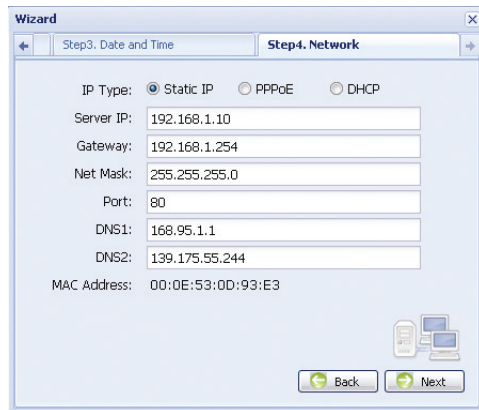 Wizard
Step3. Date and Time Step4. Network
IP Type: Static IP PPPoE DHCP
Server IP: 192.168.1.10
Gateway: 192.168.1.254
Net Mask: 255.255.255.0
Port: 80
DNS1: 168.95.1.1
DNS2: 139.175.55.244
MAC Address: 00:0E:53:0D:93:E3
Back Next